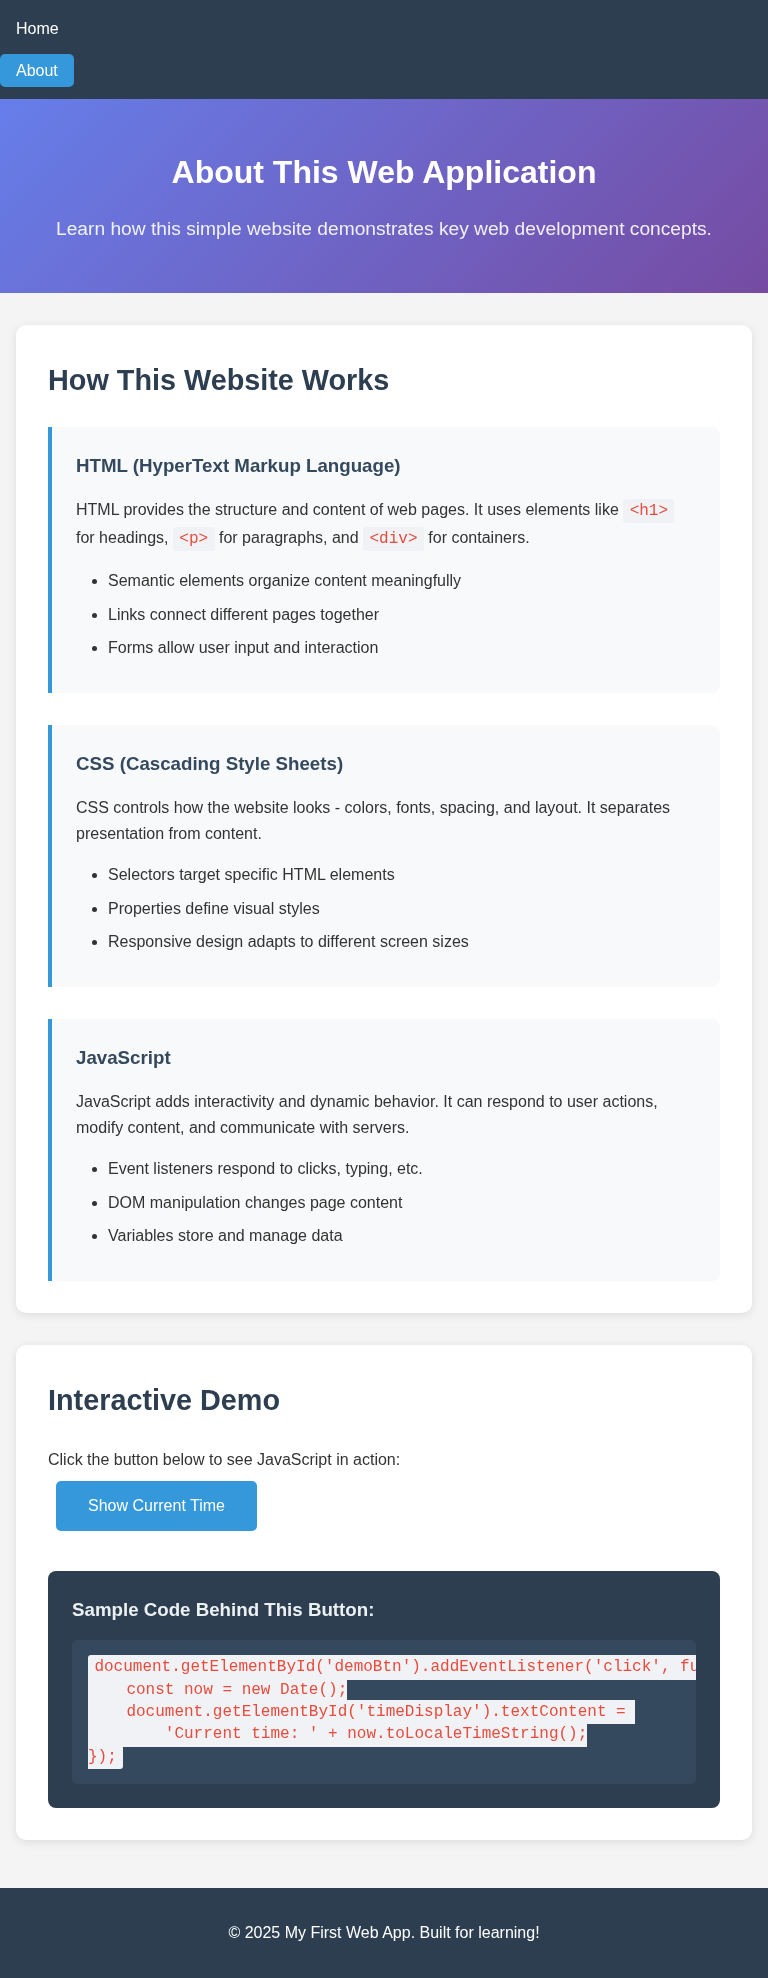 Home
About
About This Web Application
Learn how this simple website demonstrates key web development concepts.
How This Website Works
HTML (HyperText Markup Language)
HTML provides the structure and content of web pages. It uses elements like <h1>
for headings, <p> for paragraphs, and <div> for containers.
Semantic elements organize content meaningfully
Links connect different pages together
Forms allow user input and interaction
CSS (Cascading Style Sheets)
CSS controls how the website looks - colors, fonts, spacing, and layout. It separates
presentation from content.
Selectors target specific HTML elements
Properties define visual styles
Responsive design adapts to different screen sizes
JavaScript
JavaScript adds interactivity and dynamic behavior. It can respond to user actions,
modify content, and communicate with servers.
Event listeners respond to clicks, typing, etc.
DOM manipulation changes page content
Variables store and manage data
Interactive Demo
Click the button below to see JavaScript in action:
Show Current Time
Sample Code Behind This Button:
document.getElementById('demoBtn').addEventListener('click', fu
    const now = new Date();
    document.getElementById('timeDisplay').textContent =
        'Current time: ' + now.toLocaleTimeString();
});
© 2025 My First Web App. Built for learning!